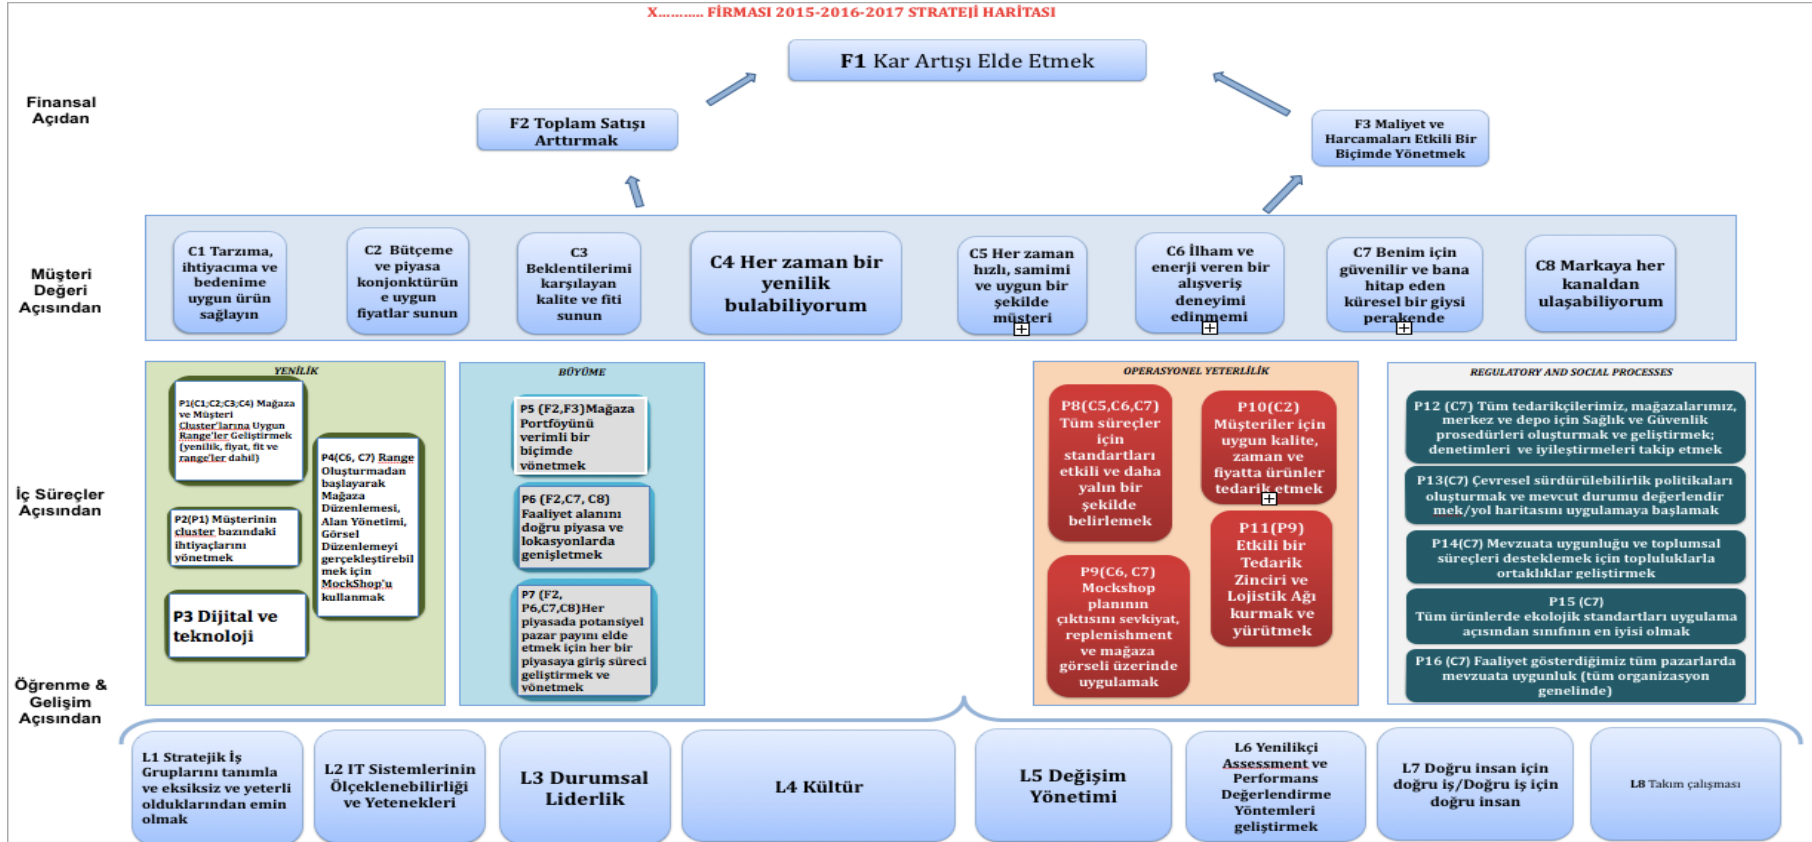 X........... FİRMASI 2015-2016-2017 STRATEJİ HARİTASI
Finansal
Açıdan
F1 Kar Artışı Elde Etmek
F2 Toplam Satışı
Arttırmak
F3 Maliyet ve
Harcamaları Etkili Bir
Biçimde Yönetmek
Müşteri
Değeri
Açısından
C1 Tarzıma,
ihtiyacıma ve
bedenime
uygun ürün
sağlayın
C2 Bütçeme
ve piyasa
konjonktürün
e uygun
fiyatlar sunun
C3
Beklentilerimi
karşılayan
kalite ve fiti
sunun
C4 Her zaman bir
yenilik
bulabiliyorum
C5 Her zaman
hızlı, samimi
ve uygun bir
şekilde
müşteri
C6 İlham ve
enerji veren bir
alışveriş
deneyimi
edinmemi
C7 Benim için
güvenilir ve bana
hitap eden
küresel bir giysi
perakende
C8 Markaya her
kanaldan
ulaşabiliyorum
İç Süreçler
Açısından
YENİLİK
P1(C1;C2;C3;C4) Mağaza
ve Müşteri
Cluster'larına Uygun
Range'ler Geliştirmek
(yenilik, fiyat, fit ve
range'ler dahil)
P2(P1) Müşterinin
cluster bazındaki
ihtiyaçlarını
yönetmek
P3 Dijital ve
teknoloji
P4(C6, C7) Range
Oluşturmadan
başlayarak
Mağaza
Düzenlemesi,
Alan Yönetimi,
Görsel
Düzenlemeyi
gerçekleştirebil
mek için
MockShop'u
kullanmak
BÜYÜME
P5 (F2,F3)Mağaza
Portföyünü
verimli bir
biçimde
yönetmek
P6 (F2,C7, C8)
Faaliyet alanını
doğru piyasa ve
lokasyonlarda
genişletmek
P7 (F2,
P6,C7,C8)Her
piyasada potansiyel
pazar payını elde
etmek için her bir
piyasaya giriş süreci
geliştirmek ve
yönetmek
OPERASYONEL YETERLİLİK
P8(C5,C6,C7)
Tüm süreçler
için
standartları
etkili ve daha
yalın bir
şekilde
belirlemek
P9(C6, C7)
Mockshop
planının
çıktısını sevkiyat,
replenishment
ve mağaza
görseli üzerinde
uygulamak
P10(C2)
Müşteriler için
uygun kalite,
zaman ve
fiyatta ürünler
tedarik etmek
P11(P9)
Etkili bir
Tedarik
Zinciri ve
Lojistik Ağı
kurmak ve
yürütmek
REGULATORY AND SOCIAL PROCESSES
P12 (C7) Tüm tedarikçilerimiz, mağazalarımız,
merkez ve depo için Sağlık ve Güvenlik
prosedürleri oluşturmak ve geliştirmek;
denetimleri ve iyileştirmeleri takip etmek
P13(C7) Çevresel sürdürülebilirlik politikaları
oluşturmak ve mevcut durumu değerlendir
mek/yol haritasını uygulamaya başlamak
P14(C7) Mevzuata uygunluğu ve toplumsal
süreçleri desteklemek için topluluklarla
ortaklıklar geliştirmek
P15 (C7)
Tüm ürünlerde ekolojik standartları uygulama
açısından sınıfının en iyisi olmak
P16 (C7) Faaliyet gösterdiğimiz tüm pazarlarda
mevzuata uygunluk (tüm organizasyon
genelinde)
Öğrenme &
Gelişim
Açısından
L1 Stratejik İş
Gruplarını tanımla
ve eksiksiz ve yeterli
olduklarından emin
olmak
L2 IT Sistemlerinin
Ölçeklenebilirliği
ve Yetenekleri
L3 Durumsal
Liderlik
L4 Kültür
L5 Değişim
Yönetimi
L6 Yenilikçi
Assessment ve
Performans
Değerlendirme
Yöntemleri
geliştirmek
L7 Doğru insan için
doğru iş/Doğru iş için
doğru insan
L8 Takım çalışması